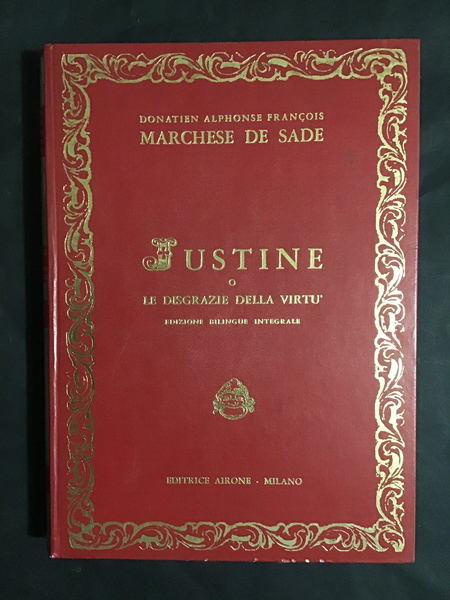 DONATIEN ALPHONSE FRANÇOIS
MARCHESE DE SADE
JUSTINE
O
LE DISGRAZIE DELLA VIRTU'
EDIZIONE BILINGUE INTEGRALE
EDITRICE AIRONE - MILANO